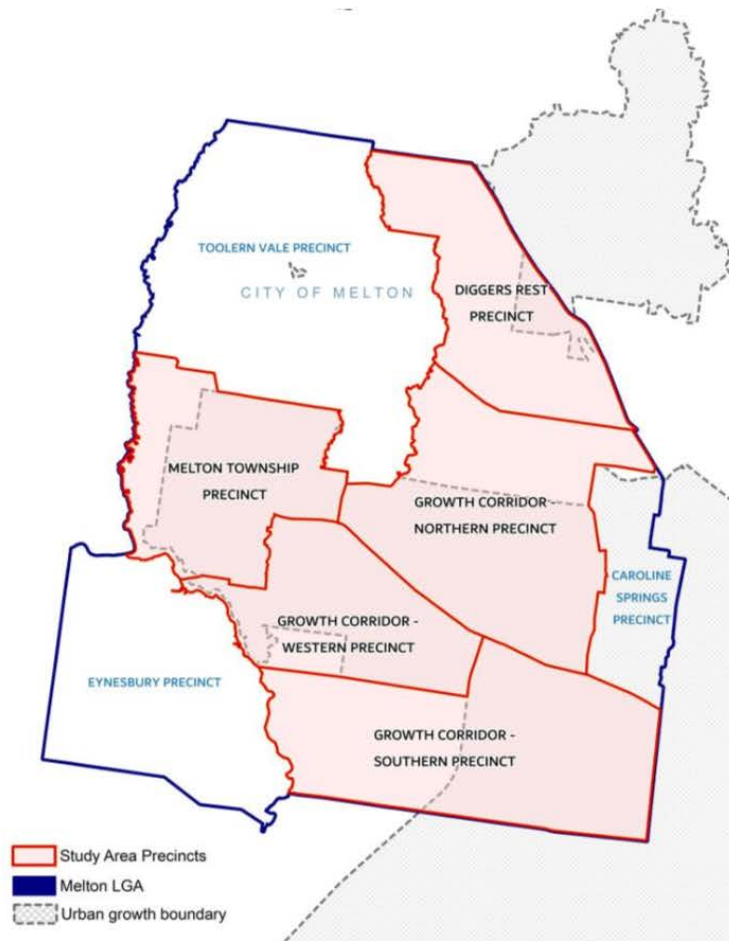 TOOLERN VALE PRECINCT
CITY OF MELTON
DIGGERS REST
PRECINCT
MELTON TOWNSHIP
PRECINCT
GROWTH CORRIDOR -
NORTHERN PRECINCT
CAROLINE
SPRINGS
PRECINCT
GROWTH CORRIDOR -
WESTERN PRECINCT
EYNESBURY PRECINCT
GROWTH CORRIDOR -
SOUTHERN PRECINCT
Study Area Precincts
Melton LGA
Urban growth boundary